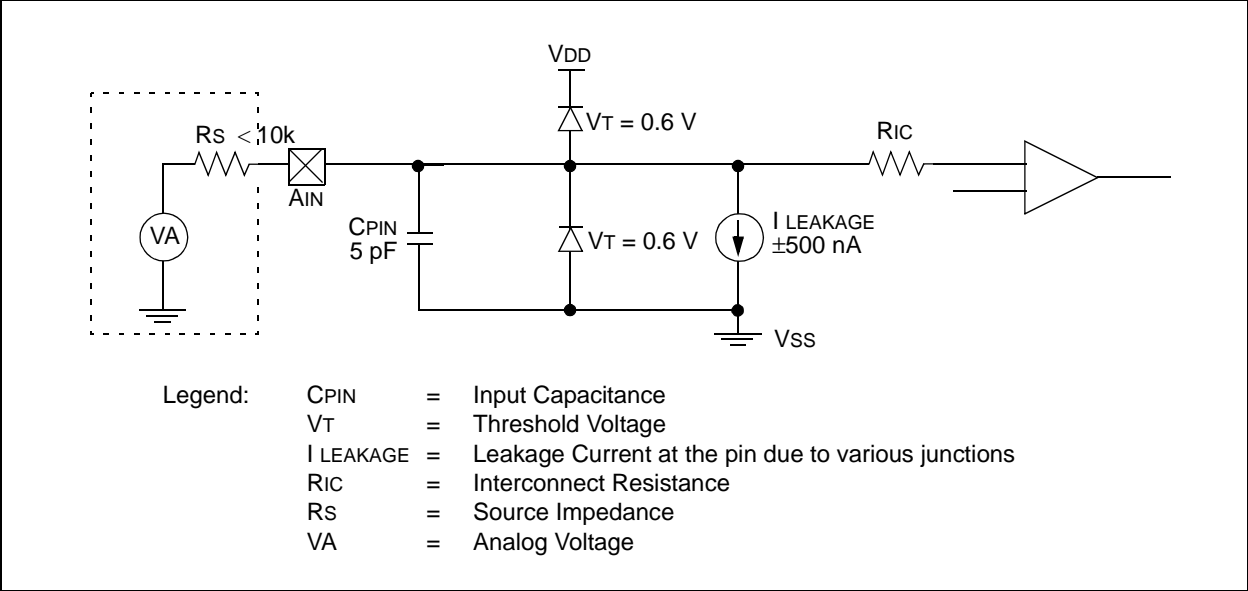 VDD
VT = 0.6 V
RIC
RS < 10k
AIN
CPIN
5 pF
VA
VT = 0.6 V
I LEAKAGE
±500 nA
VSS
Legend: CPIN = Input Capacitance
VT = Threshold Voltage
I LEAKAGE = Leakage Current at the pin due to various junctions
RIC = Interconnect Resistance
RS = Source Impedance
VA = Analog Voltage